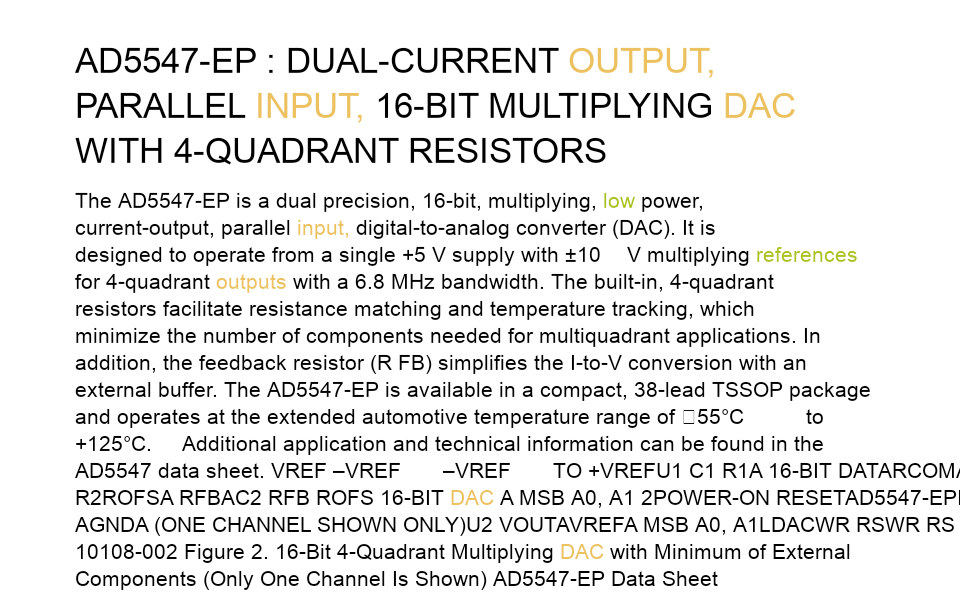 AD5547-EP : DUAL-CURRENT OUTPUT,
PARALLEL INPUT, 16-BIT MULTIPLYING DAC
WITH 4-QUADRANT RESISTORS
The AD5547-EP is a dual precision, 16-bit, multiplying, low power,
current-output, parallel input, digital-to-analog converter (DAC). It is
designed to operate from a single +5 V supply with ±10 V multiplying references
for 4-quadrant outputs with a 6.8 MHz bandwidth. The built-in, 4-quadrant
resistors facilitate resistance matching and temperature tracking, which
minimize the number of components needed for multiquadrant applications. In
addition, the feedback resistor (R FB) simplifies the I-to-V conversion with an
external buffer. The AD5547-EP is available in a compact, 38-lead TSSOP package
and operates at the extended automotive temperature range of □55°C to
+125°C. Additional application and technical information can be found in the
AD5547 data sheet. VREF –VREF –VREF TO +VREFU1 C1 R1A 16-BIT DATARCOMA
R2ROFSA RFBAC2 RFB ROFS 16-BIT DAC A MSB A0, A1 2POWER-ON RESETAD5547-EP
AGNDA (ONE CHANNEL SHOWN ONLY)U2 VOUTAVREFA MSB A0, A1LDACWR RSWR RS
10108-002 Figure 2. 16-Bit 4-Quadrant Multiplying DAC with Minimum of External
Components (Only One Channel Is Shown) AD5547-EP Data Sheet